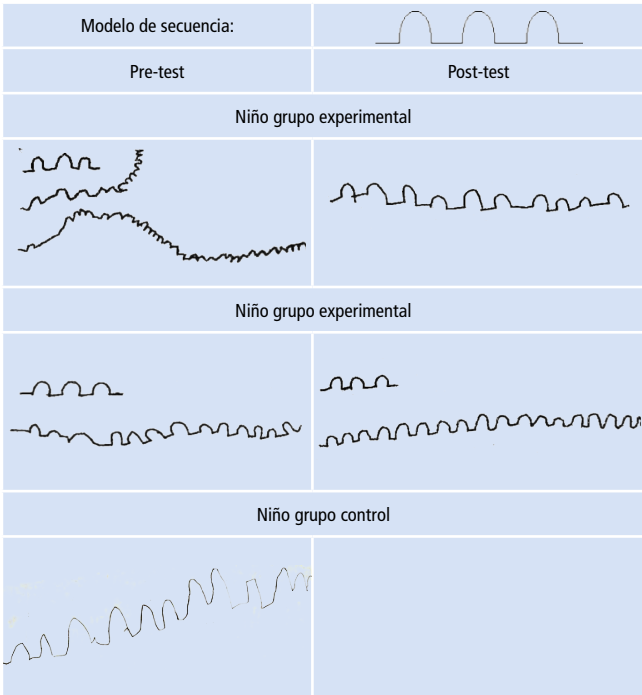 Modelo de secuencia:
Pre-test Post-test
Niño grupo experimental
Niño grupo experimental
Niño grupo control